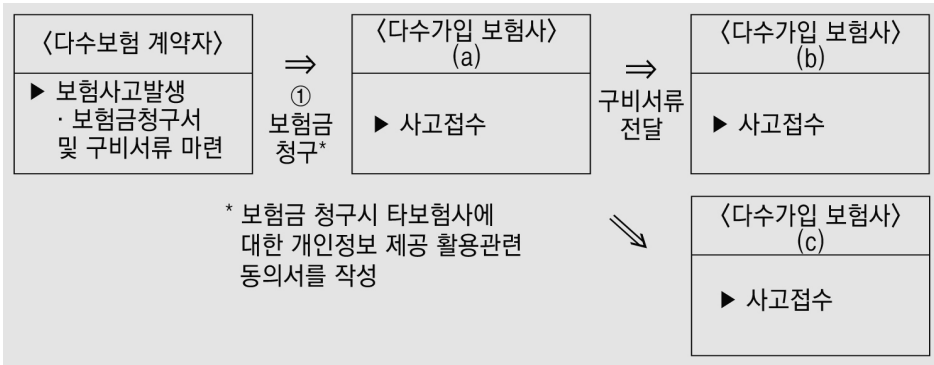 〈다수보험 계약자〉
▶ 보험사고발생
· 보험금청구서
및 구비서류 마련
⇒
①
보험금
청구*
〈다수가입 보험사〉
(a)
▶ 사고접수
⇒
구비서류
전달
〈다수가입 보험사〉
(b)
▶ 사고접수
* 보험금 청구시 타보험사에
대한 개인정보 제공 활용관련
동의서를 작성
〈다수가입 보험사〉
(c)
▶ 사고접수